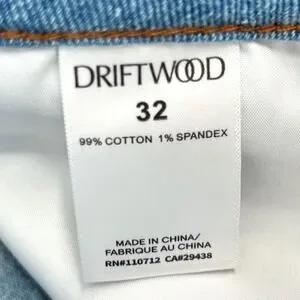 DRIFTWOOD
32
99% COTTON 1% SPANDEX
MADE IN CHINA/
FABRIQUE AU CHINA
RN#110712 CA#29438